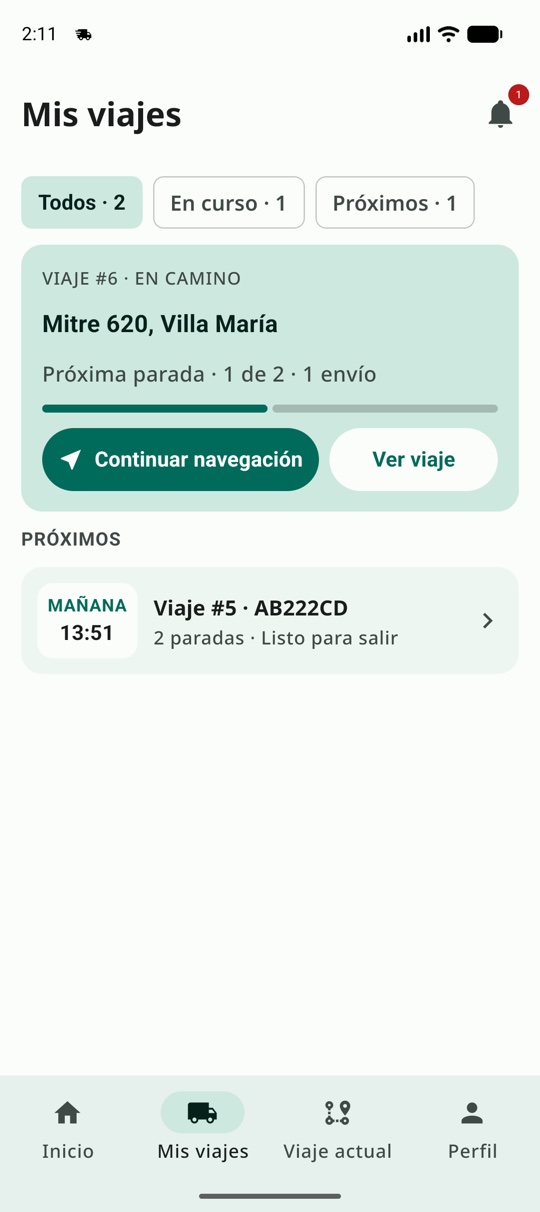 2:11
Mis viajes
1
Todos · 2
En curso · 1
Próximos · 1
VIAJE #6 · EN CAMINO
Mitre 620, Villa María
Próxima parada · 1 de 2 · 1 envío
Continuar navegación
Ver viaje
PRÓXIMOS
MAÑANA
13:51
Viaje #5 · AB222CD
2 paradas · Listo para salir
Inicio
Mis viajes
Viaje actual
Perfil